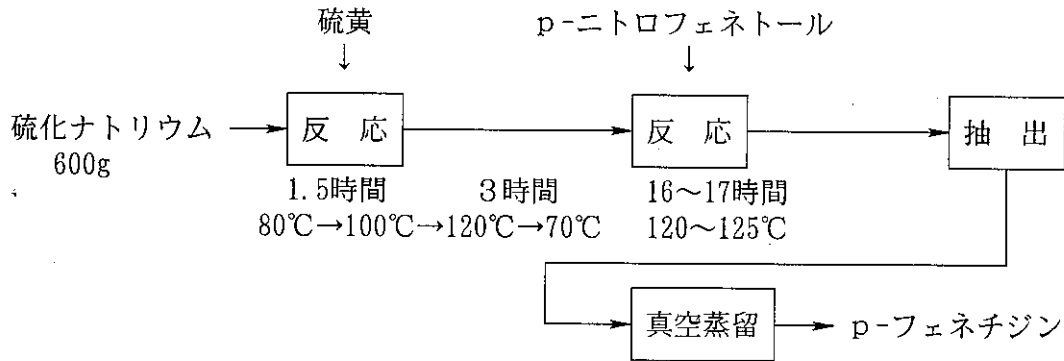 硫黄
p-ニトロフェネトール
硫化ナトリウム
600g
反応
反応
抽出
1.5時間
3時間
16～17時間
80℃→100℃→120℃→70℃
120～125℃
真空蒸留
p-フェネチジン